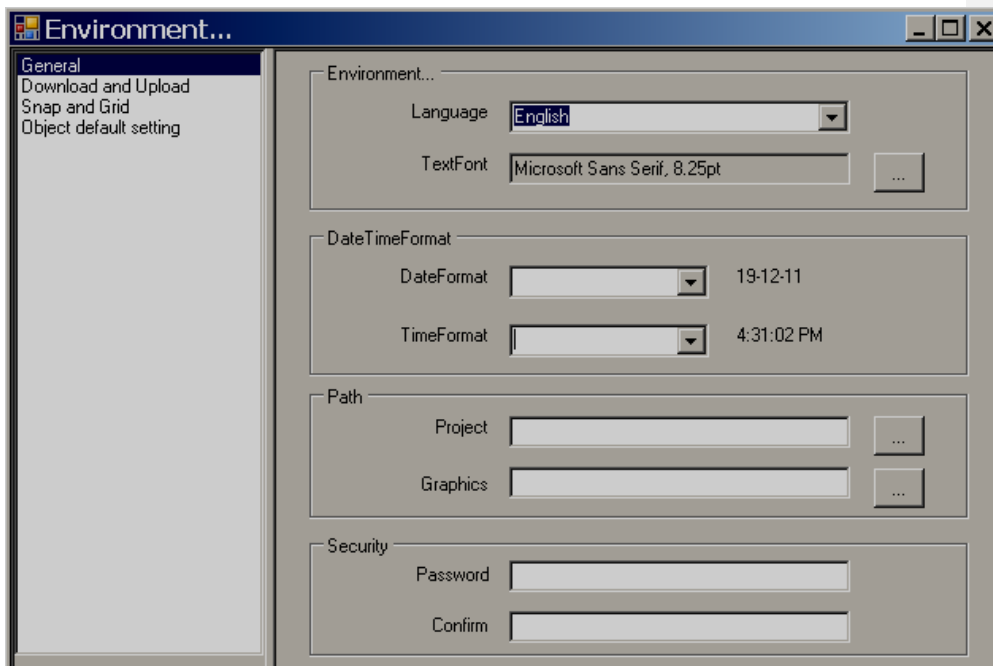 Environment...
General
Download and Upload
Snap and Grid
Object default setting
Environment...
Language English
TextFont Microsoft Sans Serif, 8.25pt ...
DateTimeFormat
DateFormat 19-12-11
TimeFormat 4:31:02 PM
Path
Project ...
Graphics ...
Security
Password
Confirm